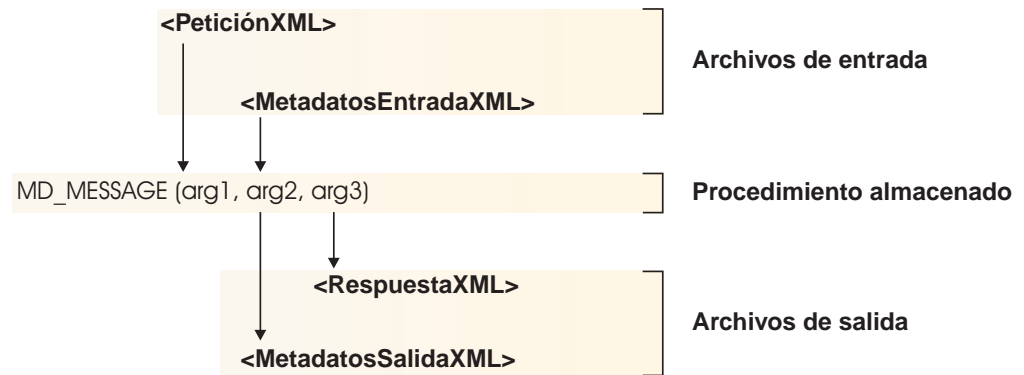 <PeticiónXML>
Archivos de entrada
<MetadatosEntradaXML>
MD_MESSAGE (arg1, arg2, arg3)
Procedimiento almacenado
<RespuestaXML>
Archivos de salida
<MetadatosSalidaXML>